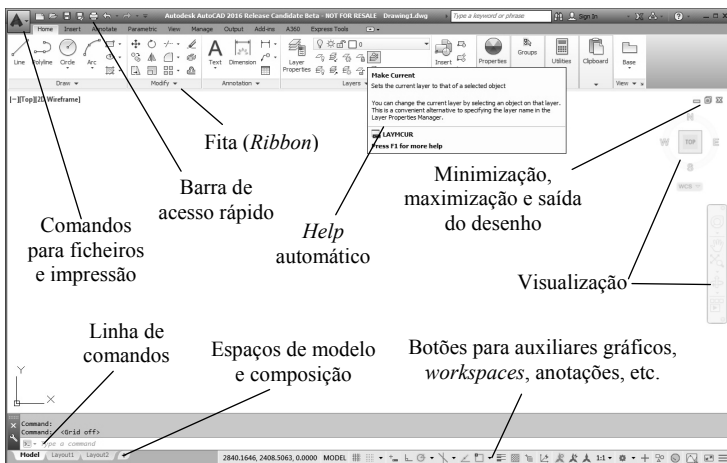 Autodesk AutoCAD 2016 Release Candidate Beta - NOT FOR RESALE Drawing1.dwg
Type a keyword or phrase
Sign In
Home Insert Annotate Parametric View Manage Output Add-ins A360 Express Tools
Line Polyline Circle Arc Text Dimension Layer Properties Insert Properties Groups Utilities Clipboard Base
Draw Modify Annotation Layers View
[-][Top][2D Wireframe]
Make Current
Sets the current layer to that of a selected object
You can change the current layer by selecting an object on that layer.
This is a convenient alternative to specifying the layer name in the
Layer Properties Manager.
LAYMCUR
Press F1 for more help
N
W TOP E
S
WCS
Fita (Ribbon)
Barra de
acesso rápido
Comandos
para ficheiros
e impressão
Help
automático
Minimização,
maximização e saída
do desenho
Visualização
Linha de
comandos
Espaços de modelo
e composição
Botões para auxiliares gráficos,
workspaces, anotações, etc.
Y
X
Command:
Command: <Grid off>
Type a command
Model Layout1 Layout2 +
2840.1646, 2408.5063, 0.0000 MODEL 1:1